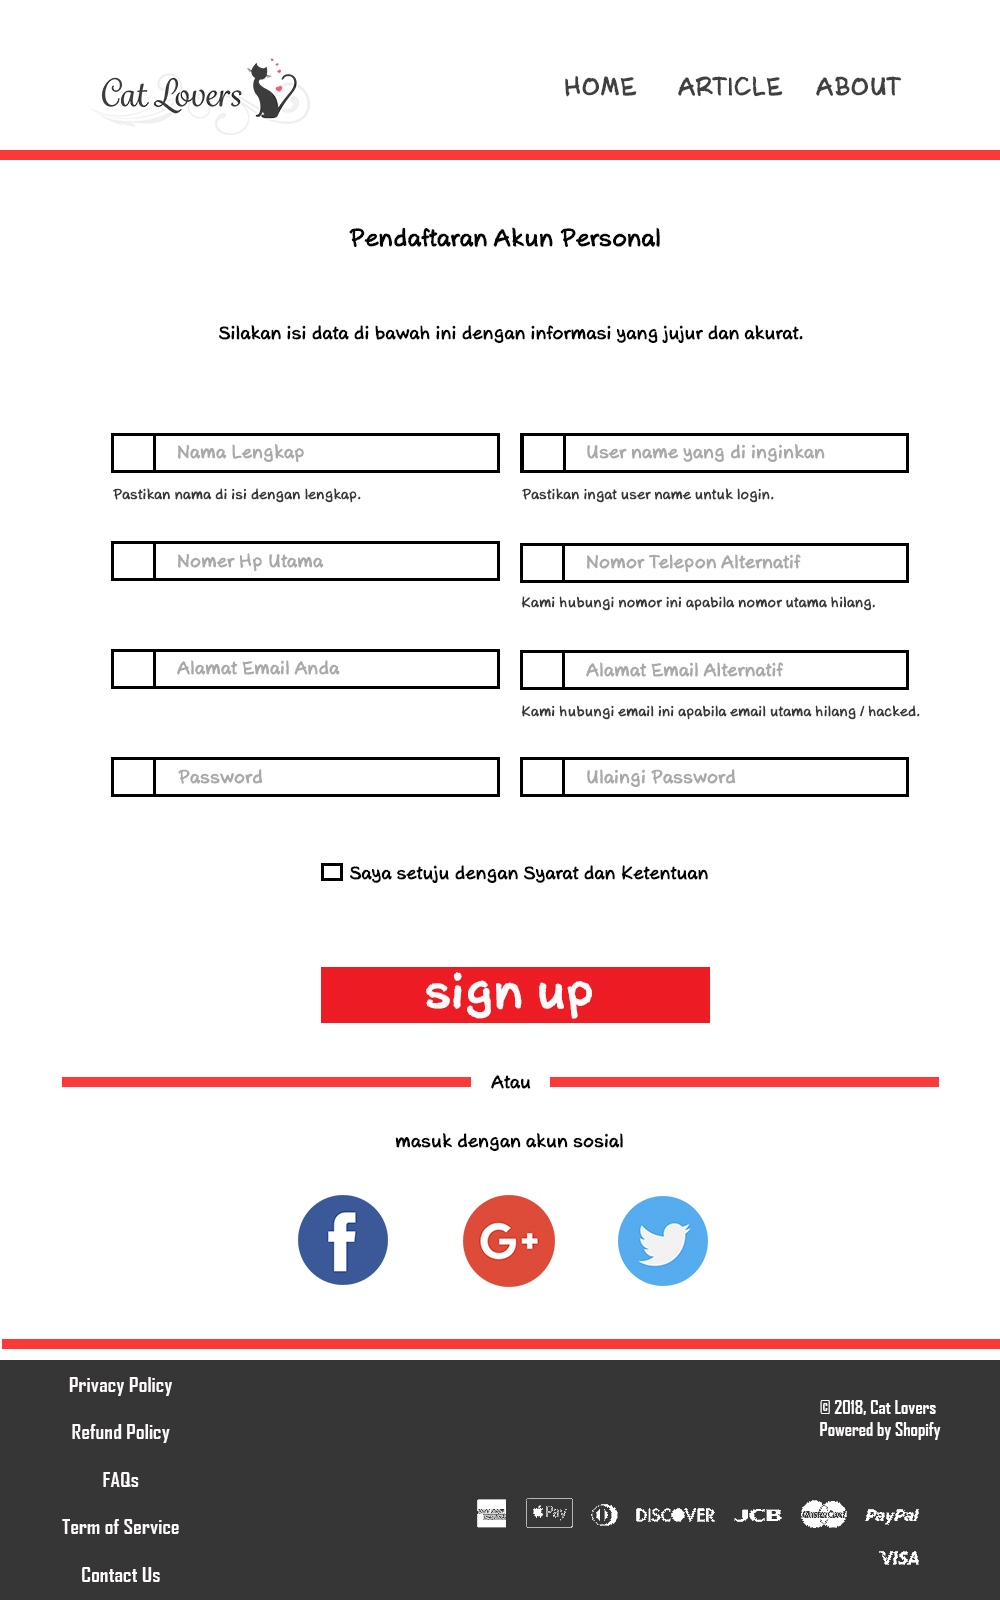 Cat Lovers
HOME ARTICLE ABOUT
Pendaftaran Akun Personal
Silakan isi data di bawah ini dengan informasi yang jujur dan akurat.
Nama Lengkap
User name yang di inginkan
Pastikan nama di isi dengan lengkap.
Pastikan ingat user name untuk login.
Nomer Hp Utama
Nomor Telepon Alternatif
Kami hubungi nomor ini apabila nomor utama hilang.
Alamat Email Anda
Alamat Email Alternatif
Kami hubungi email ini apabila email utama hilang / hacked.
Password
Ulaingi Password
Saya setuju dengan Syarat dan Ketentuan
sign up
Atau
masuk dengan akun sosial
f
G+
Privacy Policy
Refund Policy
FAQs
Term of Service
Contact Us
© 2018, Cat Lovers
Powered by Shopify
Pay
DISCOVER
JCB
MasterCard
PayPal
VISA